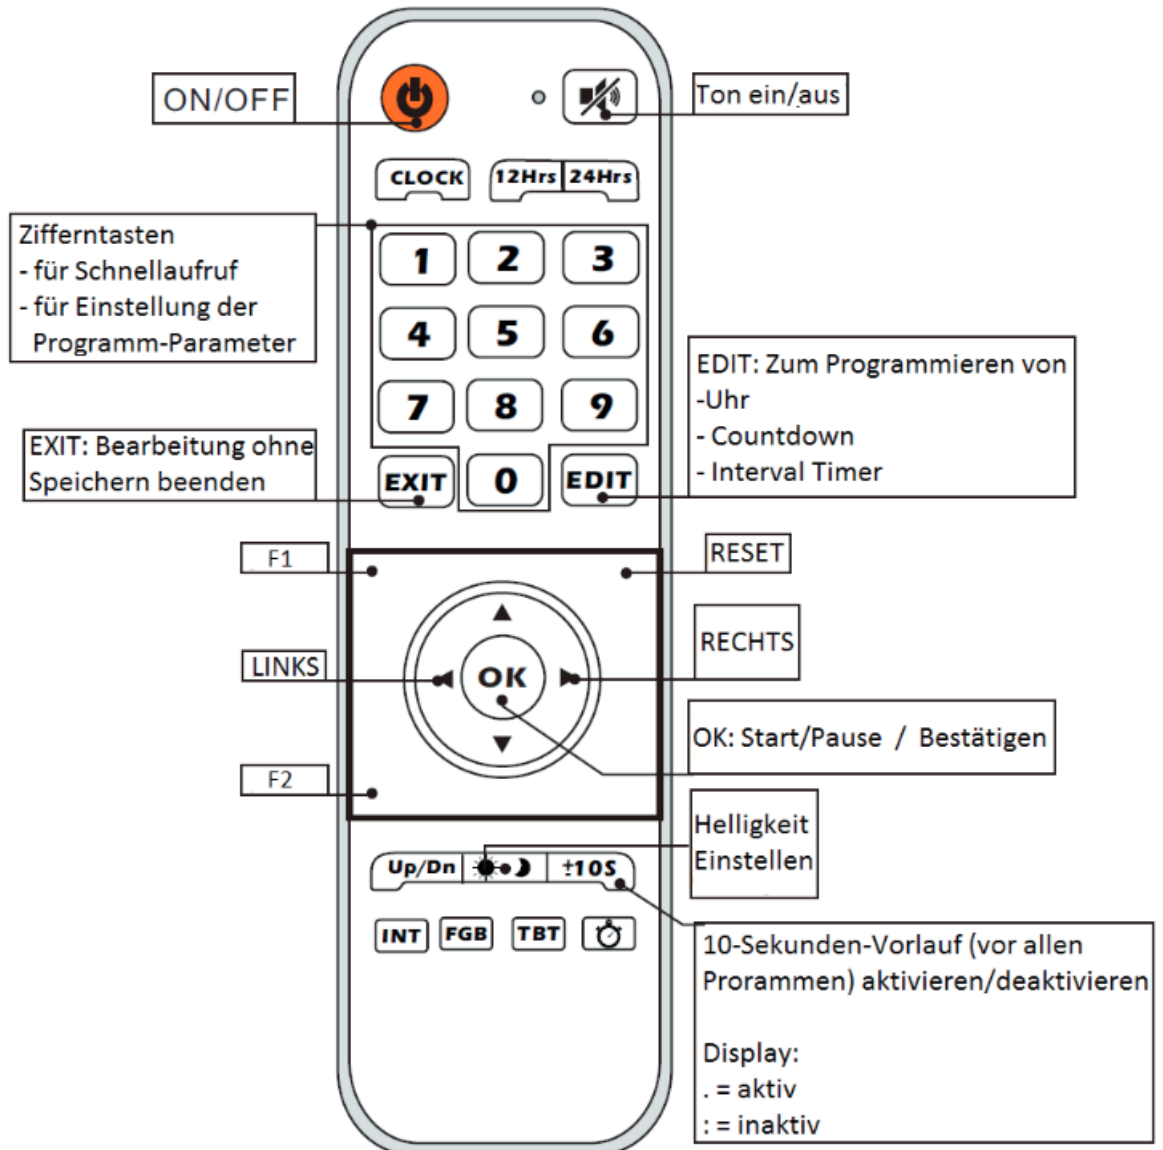 ON/OFF
Ton ein/aus
CLOCK
12Hrs 24Hrs
Zifferntasten
- für Schnellaufruf
- für Einstellung der
Programm-Parameter
1 2 3
4 5 6
7 8 9
EXIT 0 EDIT
EDIT: Zum Programmieren von
-Uhr
- Countdown
- Interval Timer
EXIT: Bearbeitung ohne
Speichern beenden
F1
RESET
LINKS
OK
RECHTS
OK: Start/Pause / Bestätigen
F2
Helligkeit
Einstellen
Up/Dn
±10S
INT FGB TBT
10-Sekunden-Vorlauf (vor allen
Prorammen) aktivieren/deaktivieren
Display:
. = aktiv
: = inaktiv